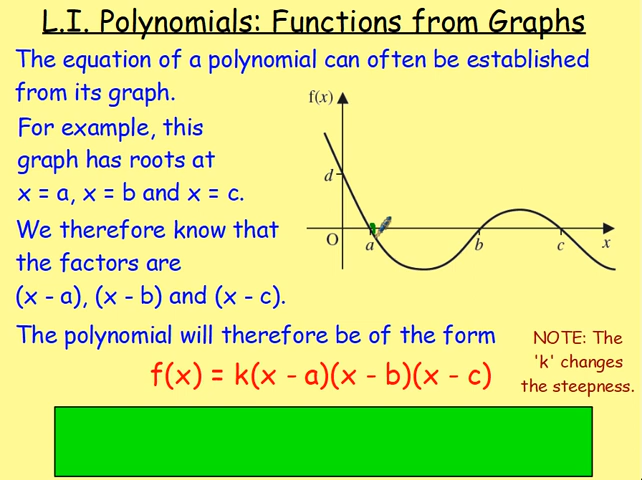 L.I. Polynomials: Functions from Graphs
The equation of a polynomial can often be established
from its graph.
For example, this
graph has roots at
x = a, x = b and x = c.
We therefore know that
the factors are
(x - a), (x - b) and (x - c).
f(x)
d
O
a
b
c
x
The polynomial will therefore be of the form
f(x) = k(x - a)(x - b)(x - c)
NOTE: The
'k' changes
the steepness.